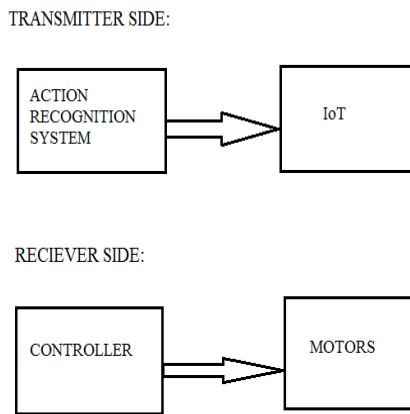 TRANSMITTER SIDE:
ACTION
RECOGNITION
SYSTEM
IoT
RECIEVER SIDE:
CONTROLLER
MOTORS